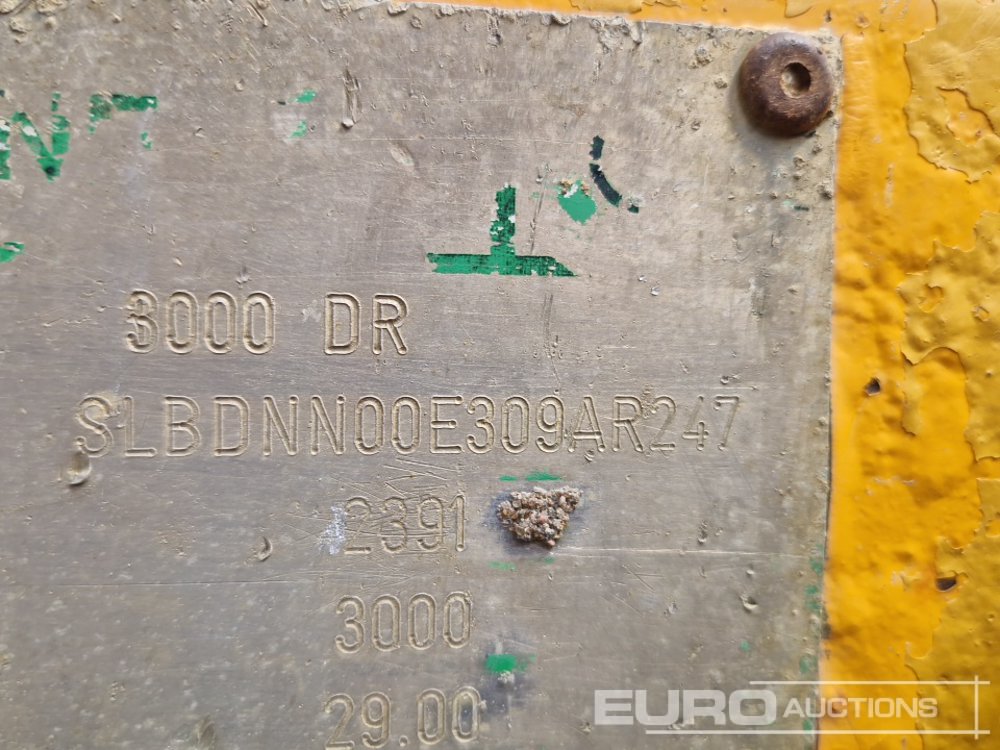 3000 DR
SLBDNN00E309AR247
2391
3000
29.00
EURO AUCTIONS